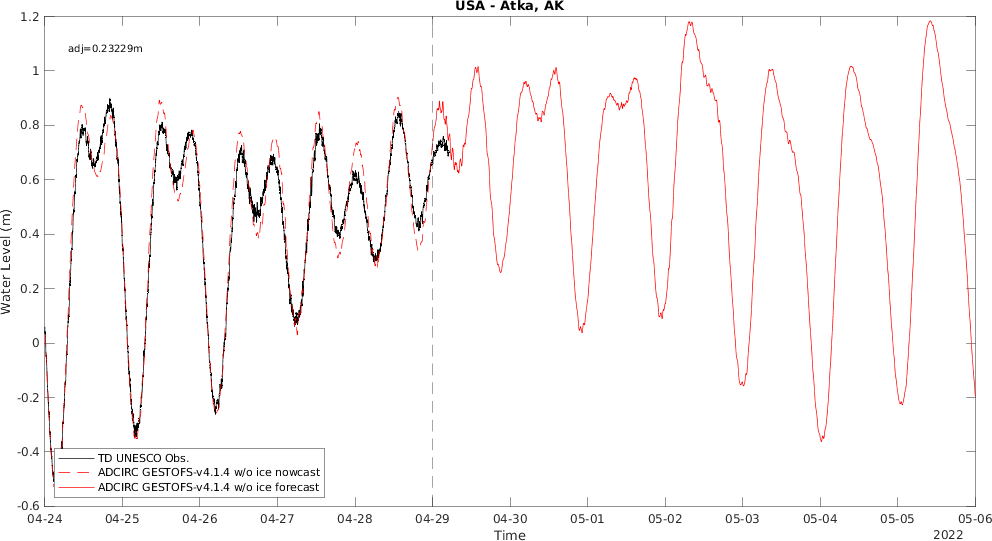 USA - Atka, AK
adj=0.23229m
Water Level (m)
1.2
1
0.8
0.6
0.4
0.2
0
-0.2
-0.4
-0.6
TD UNESCO Obs.
ADCIRC GESTOFS-v4.1.4 w/o ice nowcast
ADCIRC GESTOFS-v4.1.4 w/o ice forecast
04-24 04-25 04-26 04-27 04-28 04-29 04-30 05-01 05-02 05-03 05-04 05-05 05-06
Time
2022